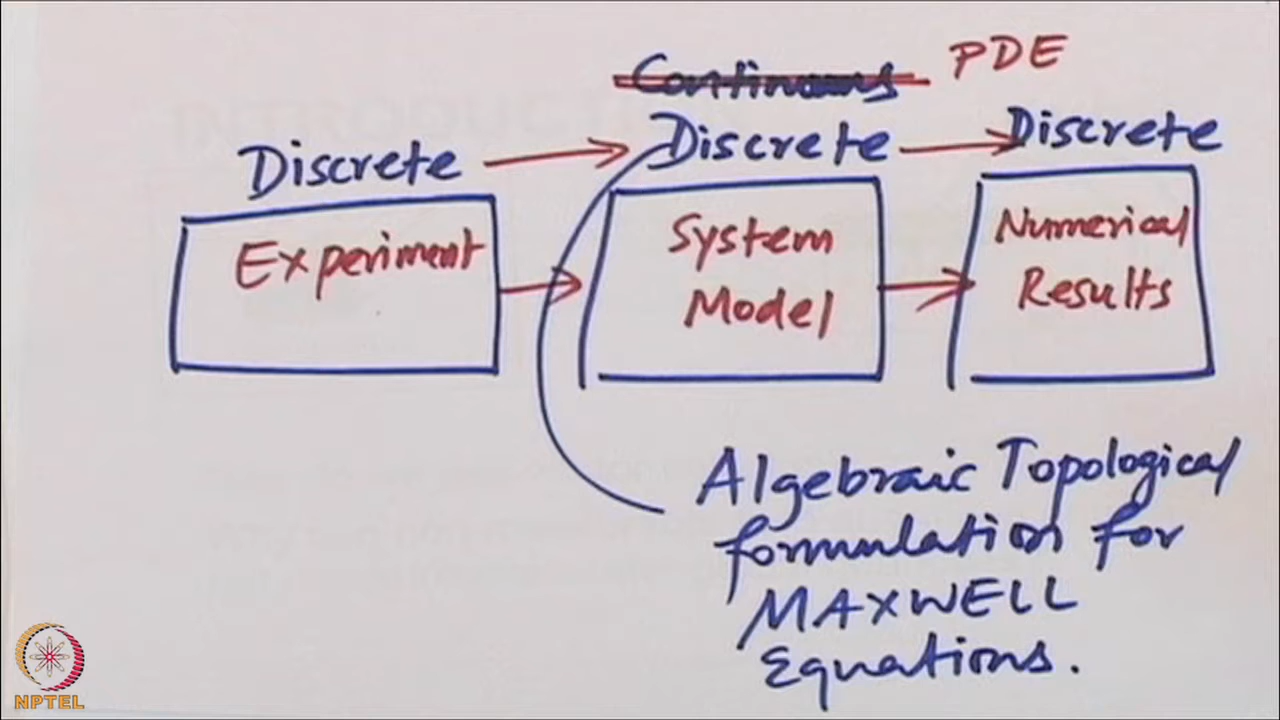 Continuous PDE
Discrete → Discrete → Discrete
Experiment → System Model → Numerical Results
Algebraic Topological
formulation for
MAXWELL
Equations.
NPTEL